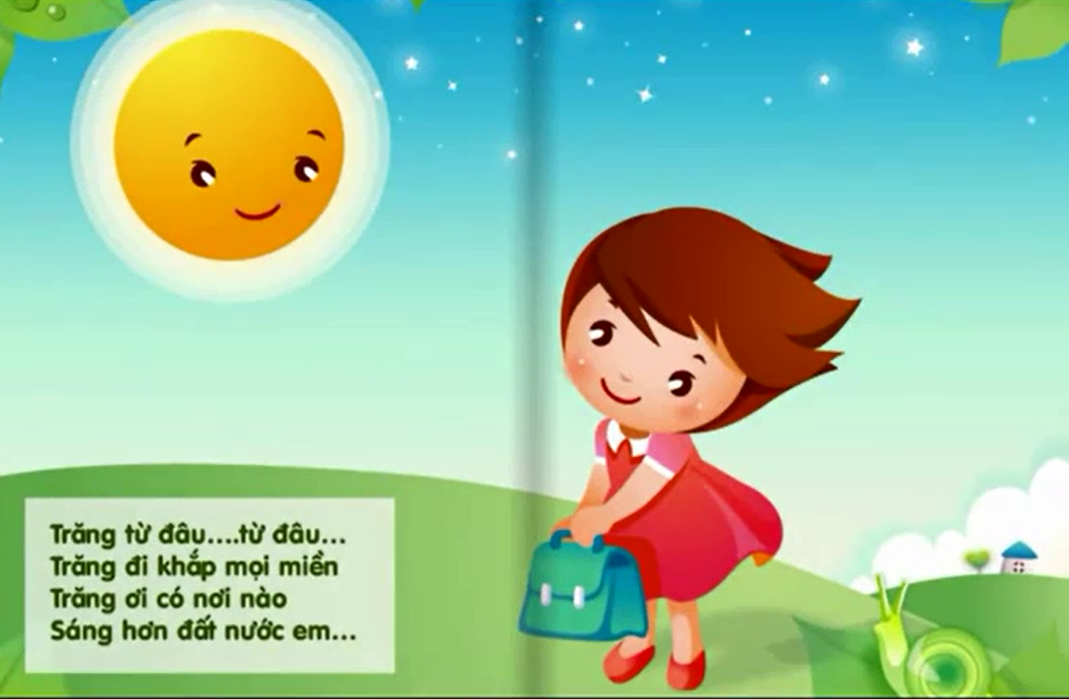 Trăng từ đâu....từ đâu...
Trăng đi khắp mọi miền
Trăng ơi có nơi nào
Sáng hơn đất nước em...